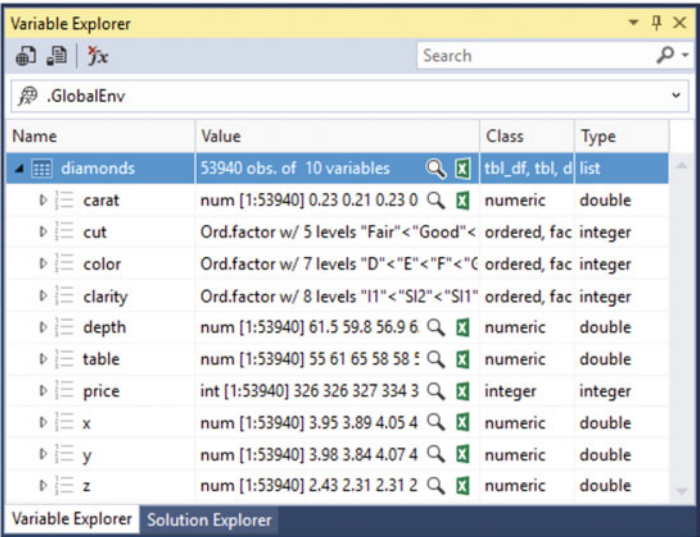 Variable Explorer
Search
.GlobalEnv
Name Value Class Type
diamonds 53940 obs. of 10 variables tbl_df, tbl, d list
carat num [1:53940] 0.23 0.21 0.23 0 numeric double
cut Ord.factor w/ 5 levels "Fair"<"Good"< ordered, fac integer
color Ord.factor w/ 7 levels "D"<"E"<"F"<"G ordered, fac integer
clarity Ord.factor w/ 8 levels "I1"<"SI2"<"SI1" ordered, fac integer
depth num [1:53940] 61.5 59.8 56.9 6 numeric double
table num [1:53940] 55 61 65 58 58 5 numeric double
price int [1:53940] 326 326 327 334 3 integer integer
x num [1:53940] 3.95 3.89 4.05 4 numeric double
y num [1:53940] 3.98 3.84 4.07 4 numeric double
z num [1:53940] 2.43 2.31 2.31 2 numeric double
Variable Explorer Solution Explorer